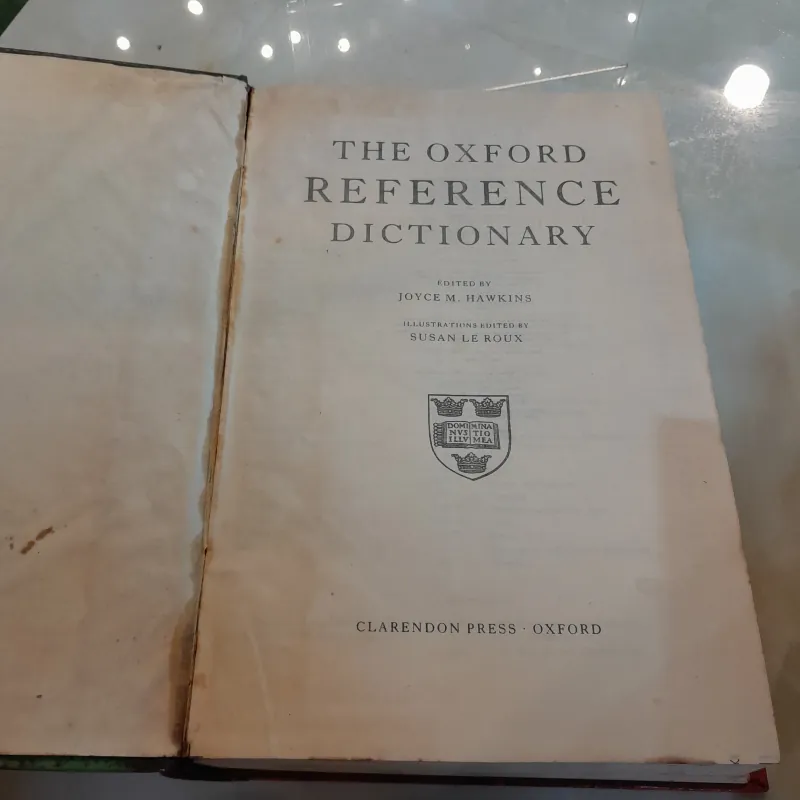 THE OXFORD
REFERENCE
DICTIONARY
EDITED BY
JOYCE M. HAWKINS
ILLUSTRATIONS EDITED BY
SUSAN LE ROUX
DOMI MINA
NVS TIO
ILLV MEA
CLARENDON PRESS · OXFORD